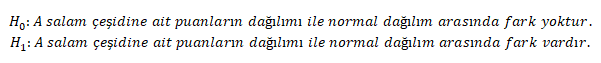 H₀: A salam çeşidine ait puanların dağılımı ile normal dağılım arasında fark yoktur.
H₁: A salam çeşidine ait puanların dağılımı ile normal dağılım arasında fark vardır.